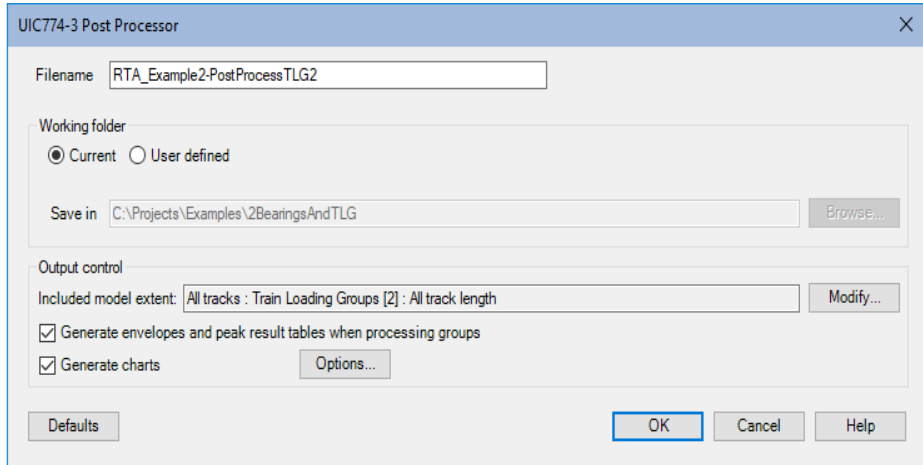 UIC774-3 Post Processor
Filename RTA_Example2-PostProcessTLG2
Working folder
Current User defined
Save in C:\Projects\Examples\2BearingsAndTLG Browse...
Output control
Included model extent: All tracks : Train Loading Groups [2] : All track length Modify...
Generate envelopes and peak result tables when processing groups
Generate charts Options...
Defaults OK Cancel Help